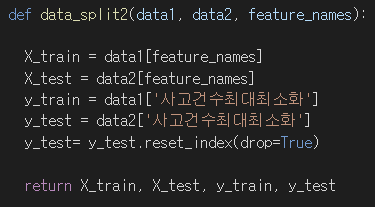 def data_split2(data1, data2, feature_names):
X_train = data1[feature_names]
X_test = data2[feature_names]
y_train = data1['사고건수최대최소화']
y_test = data2['사고건수최대최소화']
y_test= y_test.reset_index(drop=True)
return X_train, X_test, y_train, y_test